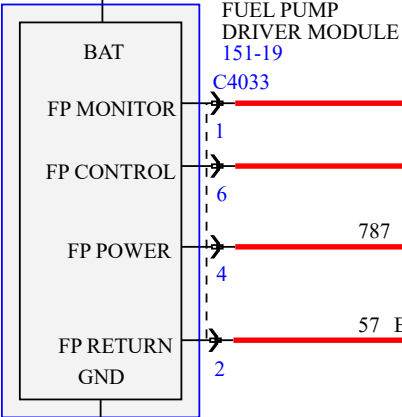 FUEL PUMP
DRIVER MODULE
151-19
BAT
C4033
FP MONITOR
1
FP CONTROL
6
787
FP POWER
4
57 E
FP RETURN
2
GND